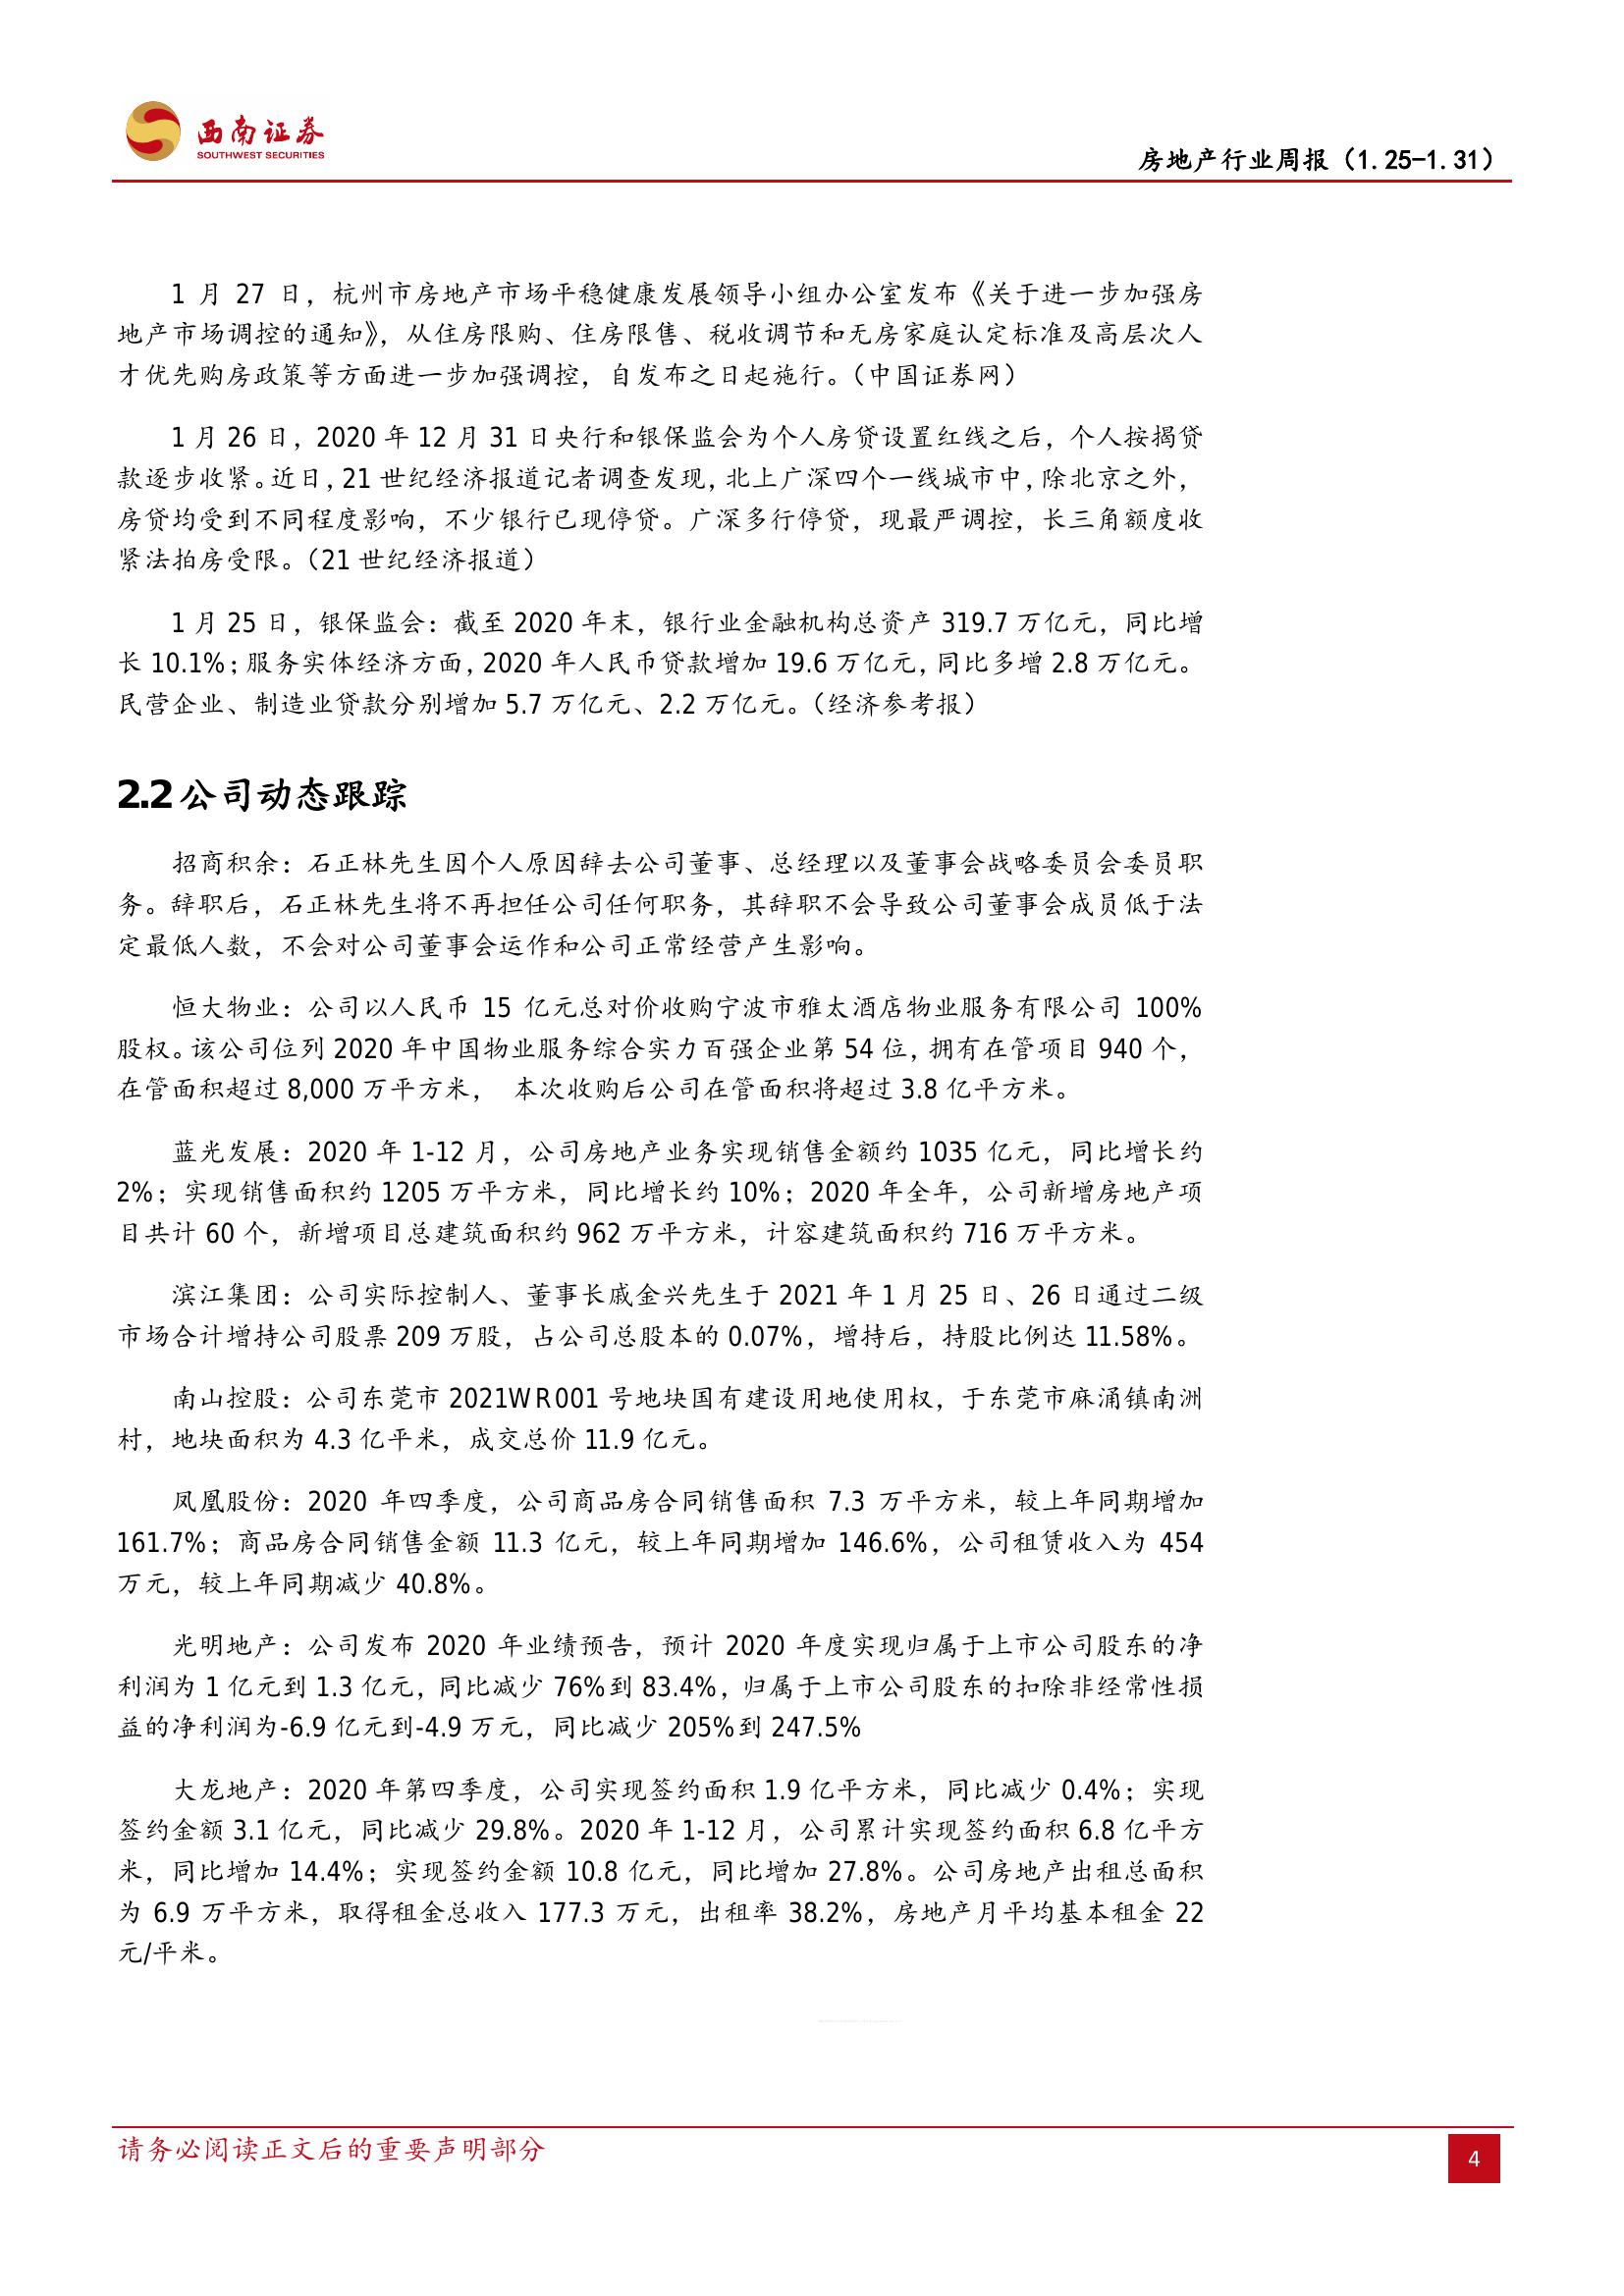 西南证券
SOUTHWEST SECURITIES
房地产行业周报（1.25-1.31）
1 月 27 日，杭州市房地产市场平稳健康发展领导小组办公室发布《关于进一步加强房
地产市场调控的通知》，从住房限购、住房限售、税收调节和无房家庭认定标准及高层次人
才优先购房政策等方面进一步加强调控，自发布之日起施行。（中国证券网）
1 月 26 日，2020 年 12 月 31 日央行和银保监会为个人房贷设置红线之后，个人按揭贷
款逐步收紧。近日，21 世纪经济报道记者调查发现，北上广深四个一线城市中，除北京之外，
房贷均受到不同程度影响，不少银行已现停贷。广深多行停贷，现最严调控，长三角额度收
紧法拍房受限。（21 世纪经济报道）
1 月 25 日，银保监会：截至 2020 年末，银行业金融机构总资产 319.7 万亿元，同比增
长 10.1%；服务实体经济方面，2020 年人民币贷款增加 19.6 万亿元，同比多增 2.8 万亿元。
民营企业、制造业贷款分别增加 5.7 万亿元、2.2 万亿元。（经济参考报）
2.2 公司动态跟踪
招商积余：石正林先生因个人原因辞去公司董事、总经理以及董事会战略委员会委员职
务。辞职后，石正林先生将不再担任公司任何职务，其辞职不会导致公司董事会成员低于法
定最低人数，不会对公司董事会运作和公司正常经营产生影响。
恒大物业：公司以人民币 15 亿元总对价收购宁波市雅太酒店物业服务有限公司 100%
股权。该公司位列 2020 年中国物业服务综合实力百强企业第 54 位，拥有在管项目 940 个，
在管面积超过 8,000 万平方米， 本次收购后公司在管面积将超过 3.8 亿平方米。
蓝光发展：2020 年 1-12 月，公司房地产业务实现销售金额约 1035 亿元，同比增长约
2%；实现销售面积约 1205 万平方米，同比增长约 10%；2020 年全年，公司新增房地产项
目共计 60 个，新增项目总建筑面积约 962 万平方米，计容建筑面积约 716 万平方米。
滨江集团：公司实际控制人、董事长戚金兴先生于 2021 年 1 月 25 日、26 日通过二级
市场合计增持公司股票 209 万股，占公司总股本的 0.07%，增持后，持股比例达 11.58%。
南山控股：公司东莞市 2021WR001 号地块国有建设用地使用权，于东莞市麻涌镇南洲
村，地块面积为 4.3 亿平米，成交总价 11.9 亿元。
凤凰股份：2020 年四季度，公司商品房合同销售面积 7.3 万平方米，较上年同期增加
161.7%；商品房合同销售金额 11.3 亿元，较上年同期增加 146.6%，公司租赁收入为 454
万元，较上年同期减少 40.8%。
光明地产：公司发布 2020 年业绩预告，预计 2020 年度实现归属于上市公司股东的净
利润为 1 亿元到 1.3 亿元，同比减少 76%到 83.4%，归属于上市公司股东的扣除非经常性损
益的净利润为-6.9 亿元到-4.9 万元，同比减少 205%到 247.5%
大龙地产：2020 年第四季度，公司实现签约面积 1.9 亿平方米，同比减少 0.4%；实现
签约金额 3.1 亿元，同比减少 29.8%。2020 年 1-12 月，公司累计实现签约面积 6.8 亿平方
米，同比增加 14.4%；实现签约金额 10.8 亿元，同比增加 27.8%。公司房地产出租总面积
为 6.9 万平方米，取得租金总收入 177.3 万元，出租率 38.2%，房地产月平均基本租金 22
元/平米。
请务必阅读正文后的重要声明部分
4